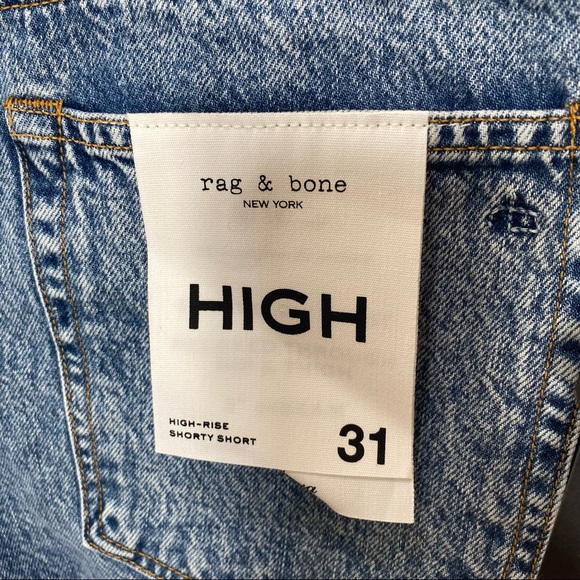 rag & bone
NEW YORK
HIGH
HIGH-RISE
SHORTY SHORT
31